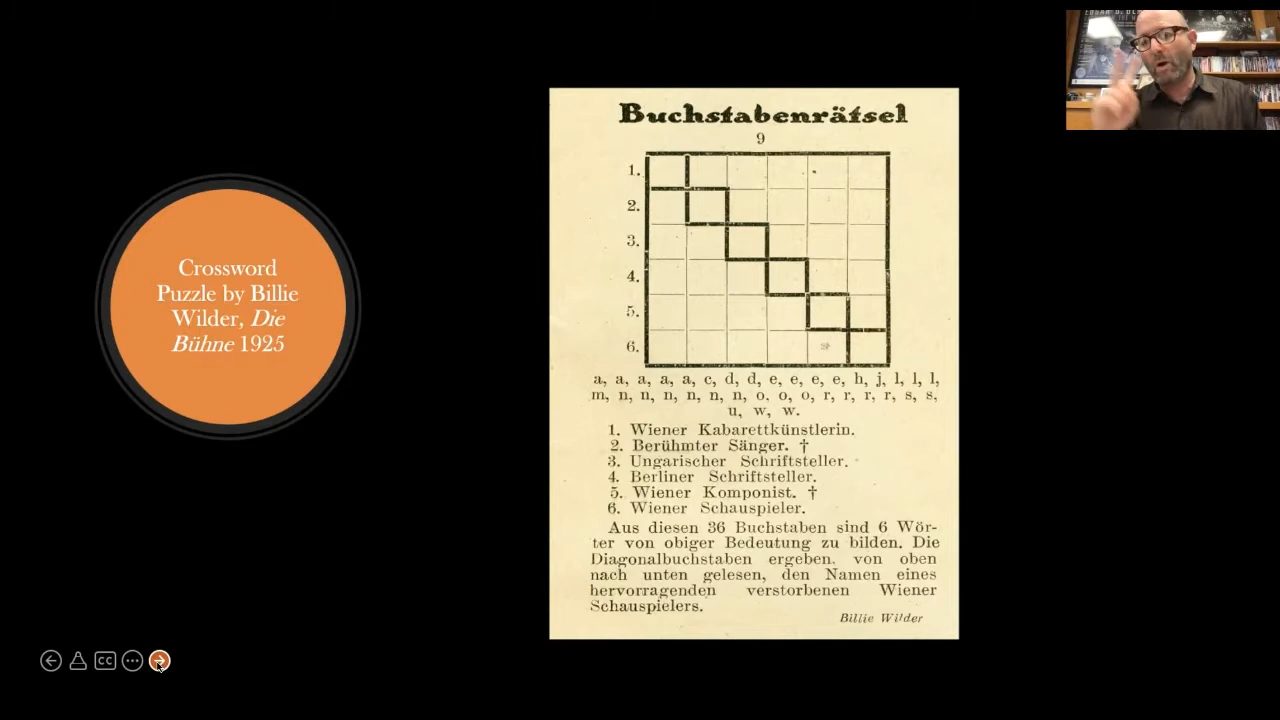 Crossword
Puzzle by Billie
Wilder, Die
Bühne 1925
Buchstabenrätsel
9
1.
2.
3.
4.
5.
6.
a, a, a, a, a, c, d, d, e, e, e, e, h, j, l, l, l,
m, n, n, n, n, n, n, o, o, o, r, r, r, r, s, s,
u, w, w.
1. Wiener Kabarettkünstlerin.
2. Berühmter Sänger. †
3. Ungarischer Schriftsteller.
4. Berliner Schriftsteller.
5. Wiener Komponist. †
6. Wiener Schauspieler.
Aus diesen 36 Buchstaben sind 6 Wör-
ter von obiger Bedeutung zu bilden. Die
Diagonalbuchstaben ergeben, von oben
nach unten gelesen, den Namen eines
hervorragenden verstorbenen Wiener
Schauspielers.
Billie Wilder
CC